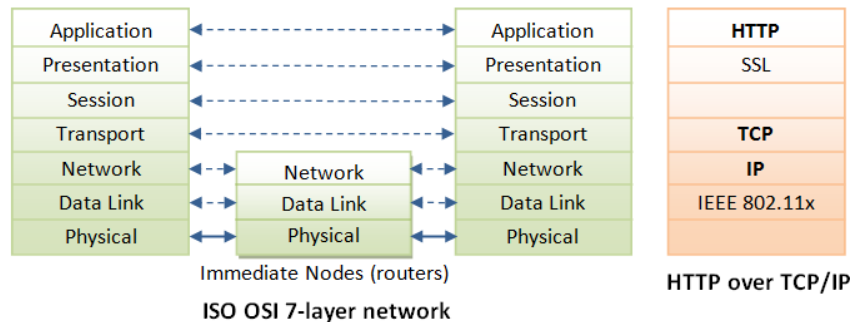 Application
Presentation
Session
Transport
Network
Data Link
Physical
Network
Data Link
Physical
Immediate Nodes (routers)
ISO OSI 7-layer network
Application
Presentation
Session
Transport
Network
Data Link
Physical
HTTP
SSL
TCP
IP
IEEE 802.11x
HTTP over TCP/IP